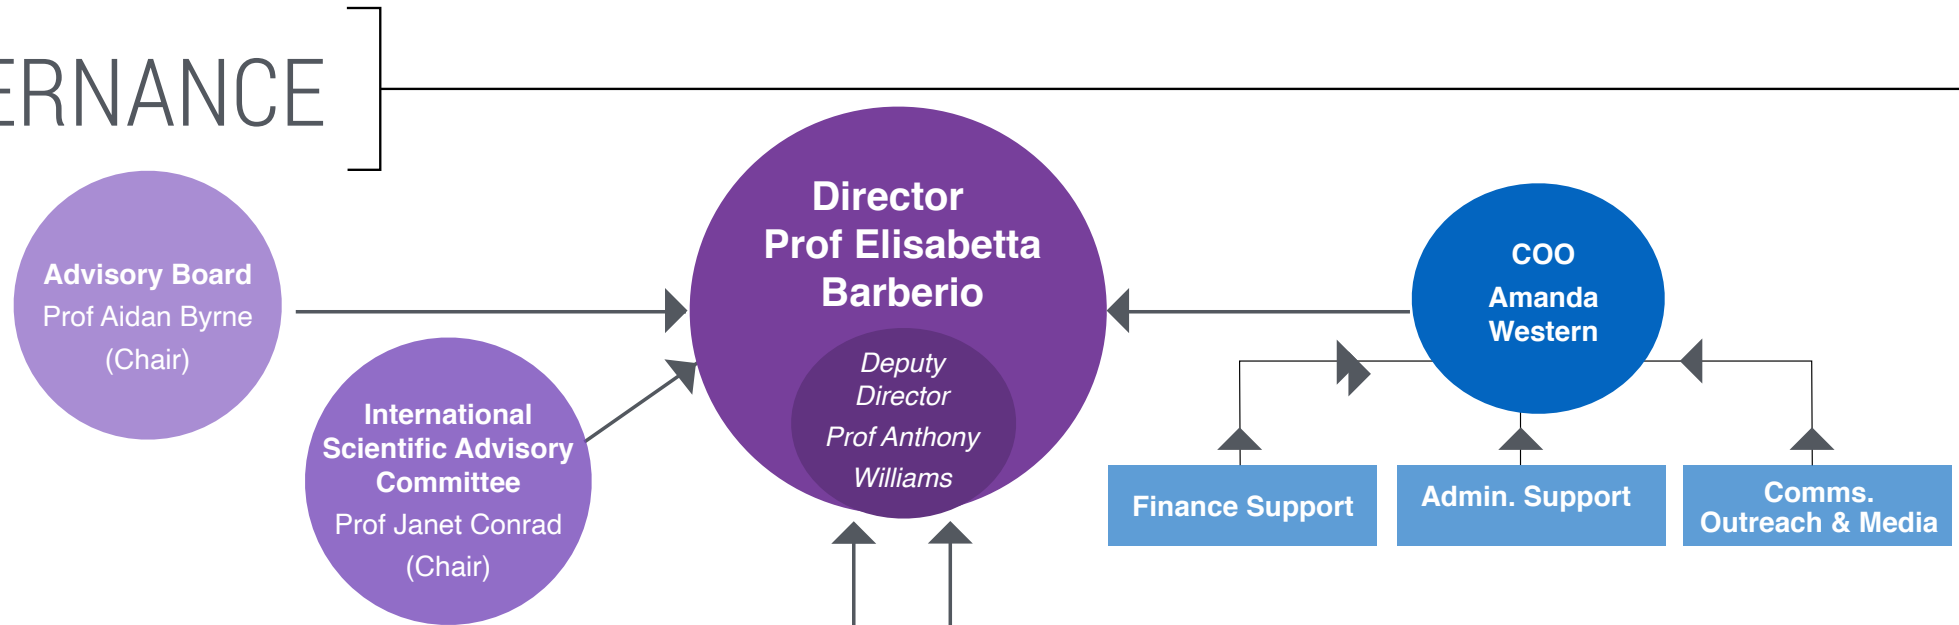 ERNANCE
Advisory Board
Prof Aidan Byrne
(Chair)
International
Scientific Advisory
Committee
Prof Janet Conrad
(Chair)
Director
Prof Elisabetta
Barberio
Deputy
Director
Prof Anthony
Williams
COO
Amanda
Western
Finance Support
Admin. Support
Comms.
Outreach & Media